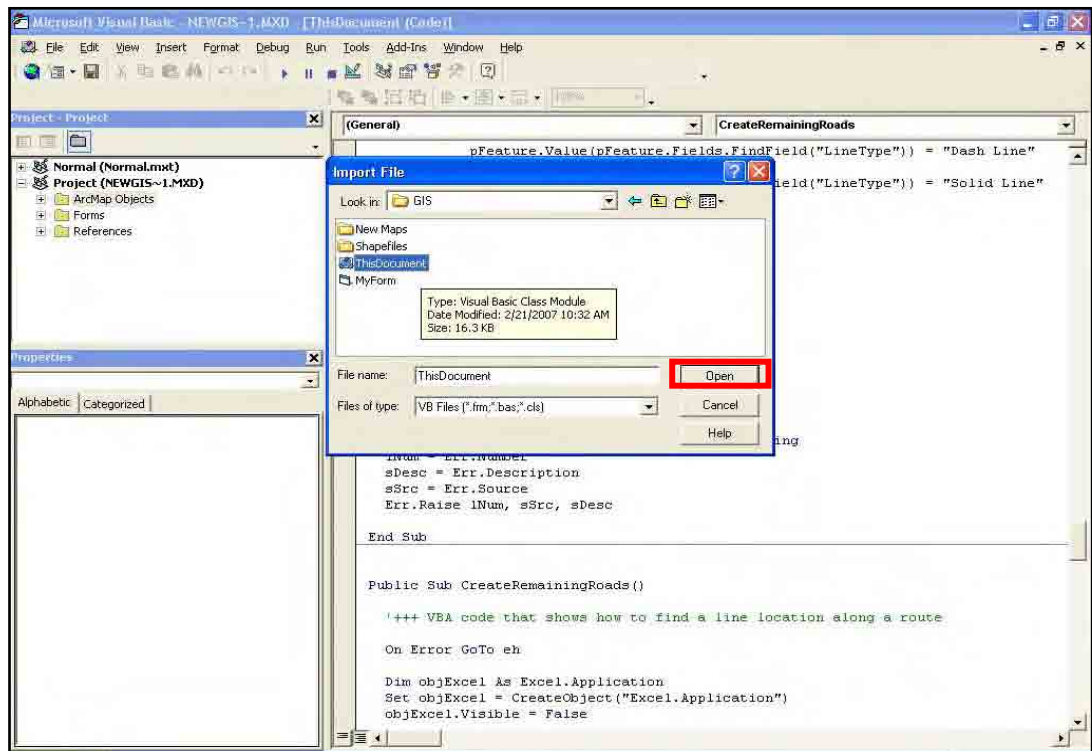 Microsoft Visual Basic - NEWGIS~1.MXD - [ThisDocument (Code)]
File Edit View Insert Format Debug Run Tools Add-Ins Window Help
100%
Project - Project
(General)
CreateRemainingRoads
Normal (Normal.mxt)
Project (NEWGIS~1.MXD)
ArcMap Objects
Forms
References
pFeature.Value(pFeature.Fields.FindField("LineType")) = "Dash Line"
ield("LineType")) = "Solid Line"
Import File
Look in: GIS
New Maps
Shapefiles
ThisDocument
MyForm
Type: Visual Basic Class Module
Date Modified: 2/21/2007 10:32 AM
Size: 16.3 KB
File name: ThisDocument Open
Files of type: VB Files (*.frm;*.bas;*.cls) Cancel
Help
Properties
Alphabetic Categorized
ing
lNum = Err.Number
sDesc = Err.Description
sSrc = Err.Source
Err.Raise lNum, sSrc, sDesc
End Sub
Public Sub CreateRemainingRoads()
'+++ VBA code that shows how to find a line location along a route
On Error GoTo eh
Dim objExcel As Excel.Application
Set objExcel = CreateObject("Excel.Application")
objExcel.Visible = False